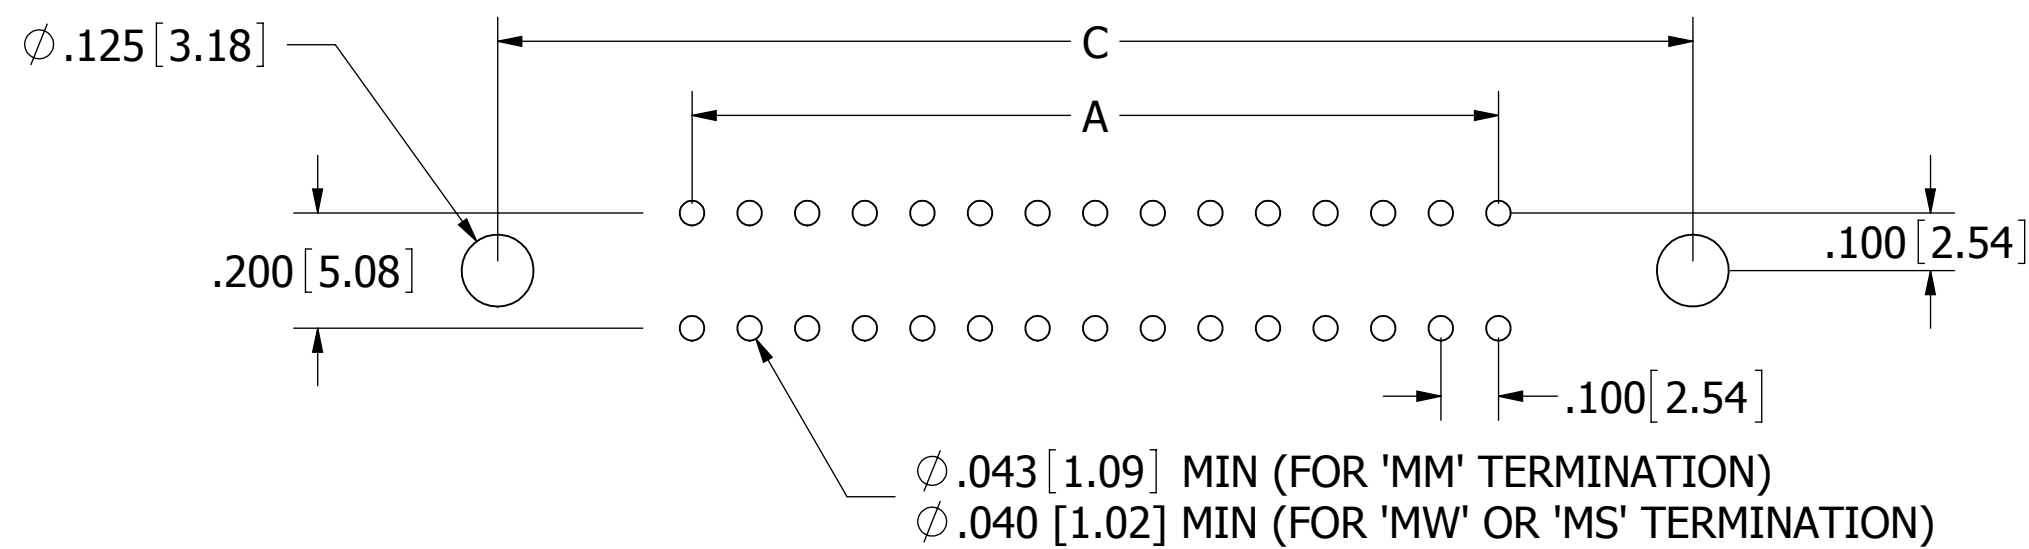 ⌀ .125 [3.18]
C
A
.200 [5.08]
.100 [2.54]
.100 [2.54]
⌀ .043 [1.09] MIN (FOR 'MM' TERMINATION)
⌀ .040 [1.02] MIN (FOR 'MW' OR 'MS' TERMINATION)